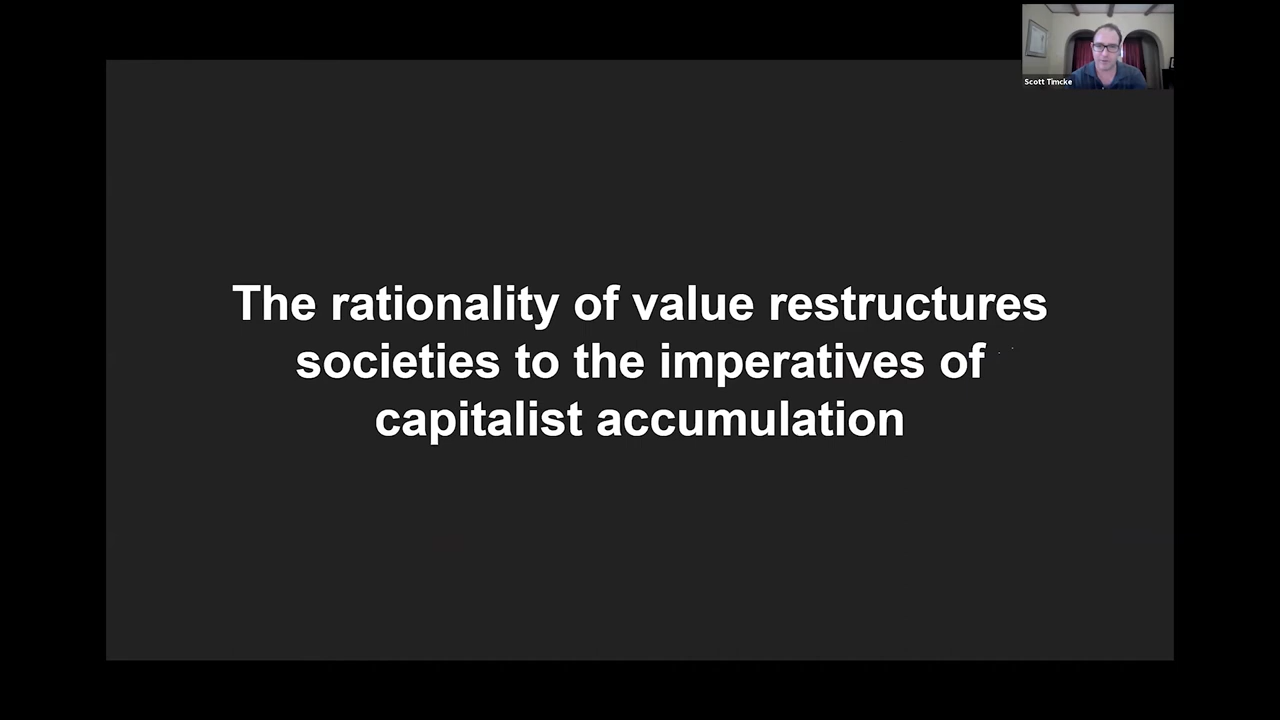 Scott Timcke
The rationality of value restructures
societies to the imperatives of
capitalist accumulation